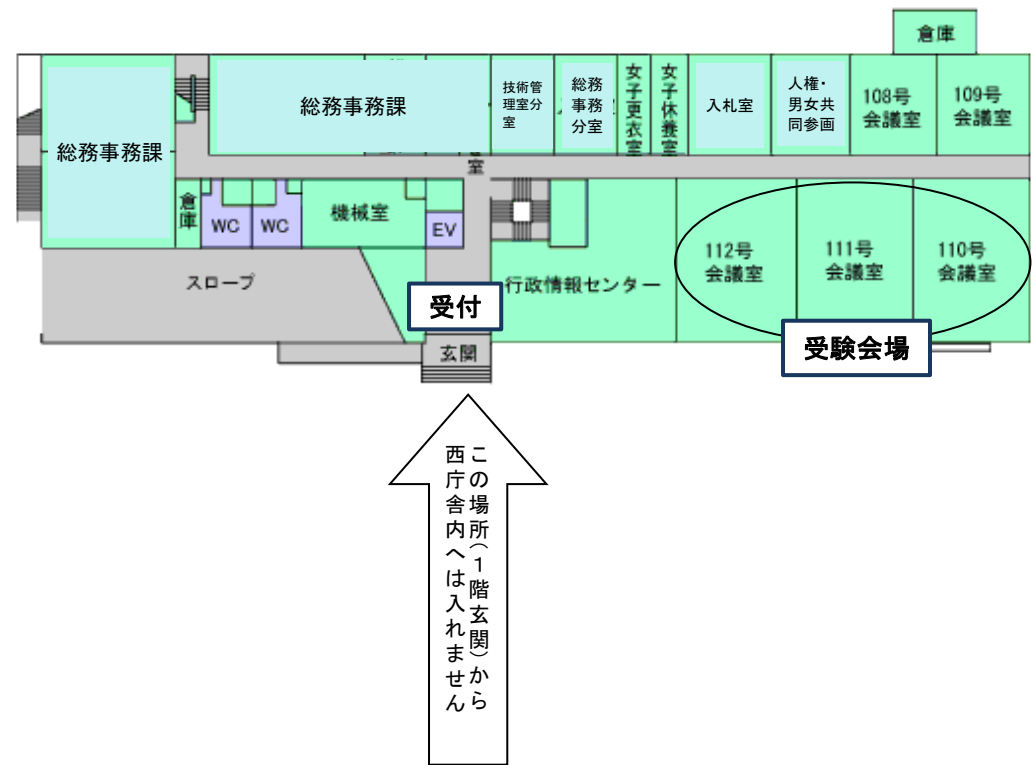 倉庫
総務事務課
総務事務課
技術管
理室分
室
総務
事務
分室
女子更衣室
女子休養室
入札室
人権・
男女共
同参画
108号
会議室
109号
会議室
室
倉庫
WC
WC
機械室
EV
112号
会議室
111号
会議室
110号
会議室
スロープ
行政情報センター
受付
受験会場
玄関
この場所(1階玄関)から
西庁舎内へは入れません